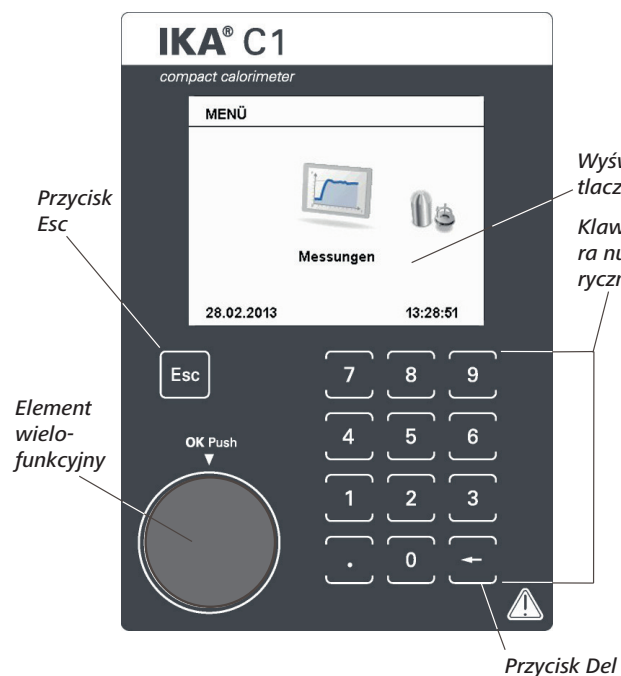 IKA® C1
compact calorimeter
MENÜ
Messungen
28.02.2013 13:28:51
Przycisk
Esc
Esc
7 8 9
4 5 6
1 2 3
. 0 ←
Element
wielo-
funkcyjny
OK Push
Przycisk Del